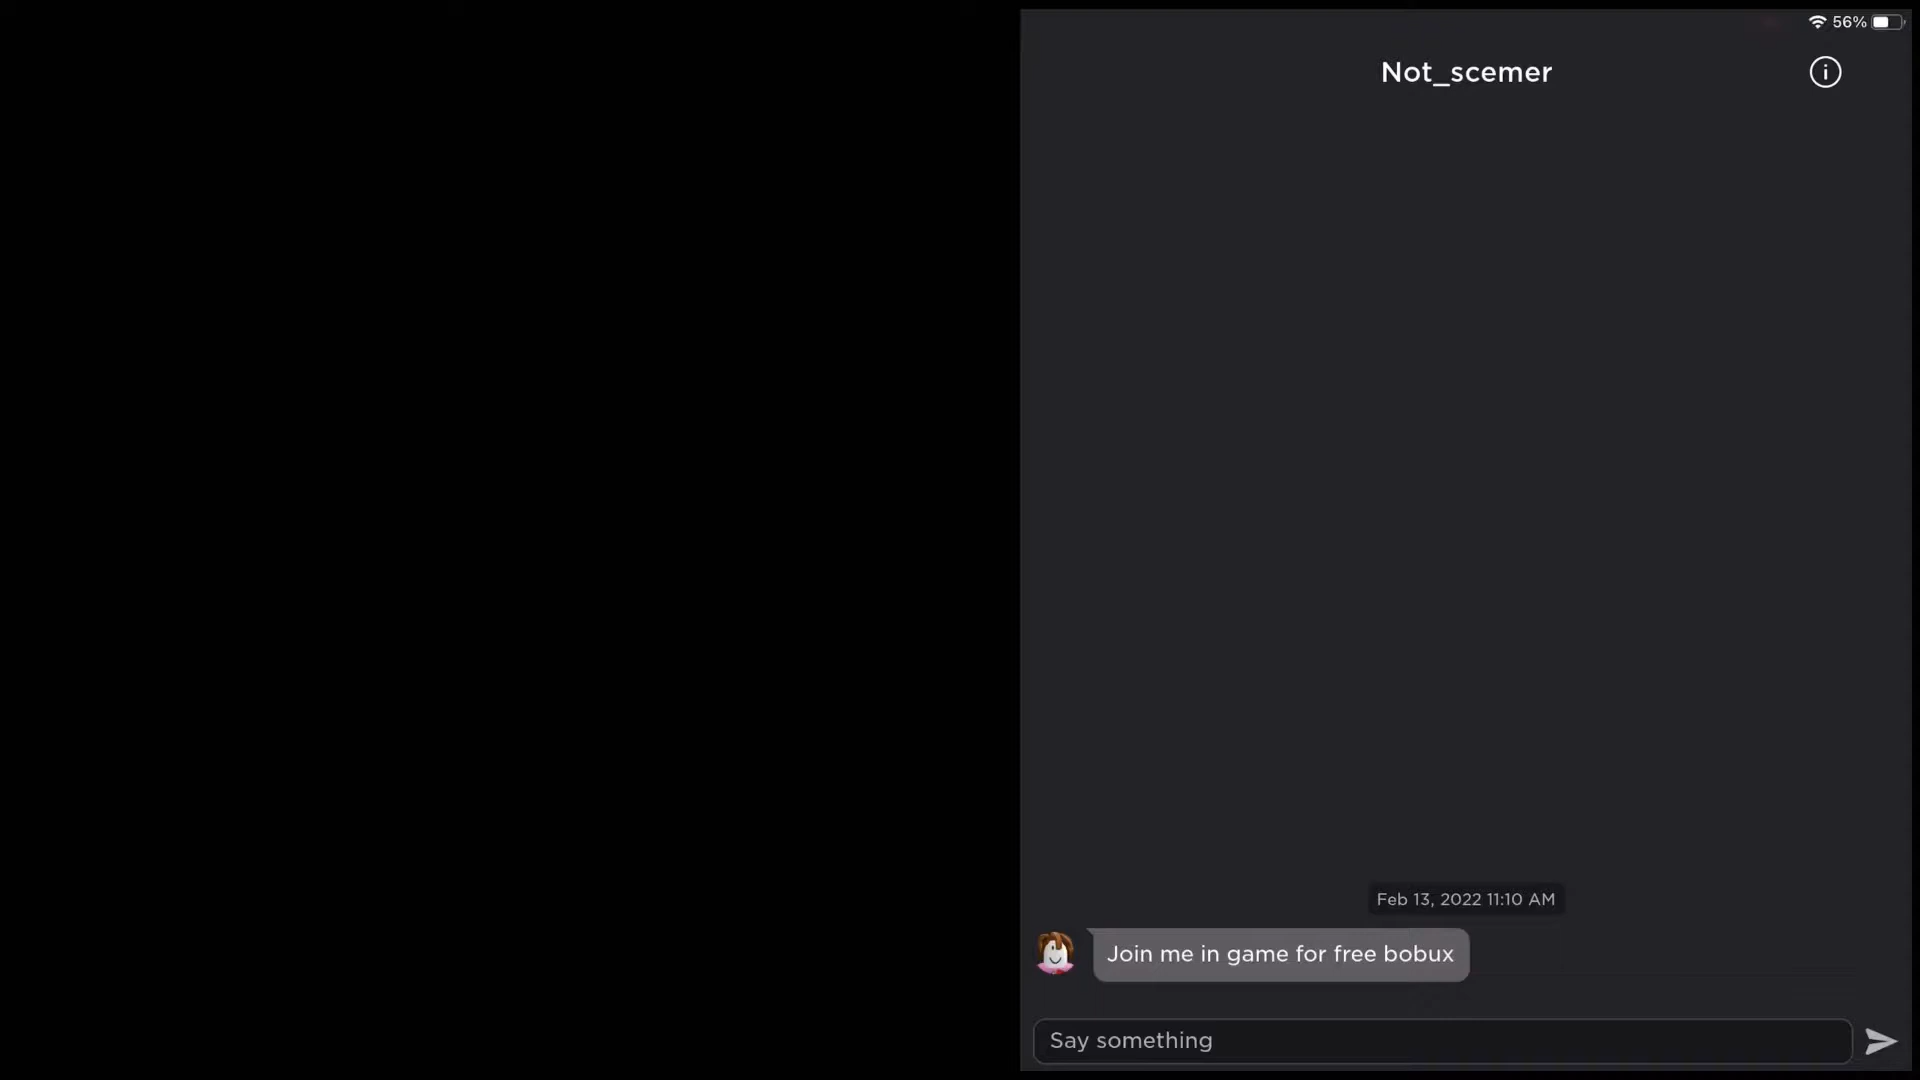 56%
Not_scemer
Feb 13, 2022 11:10 AM
Join me in game for free bobux
Say something